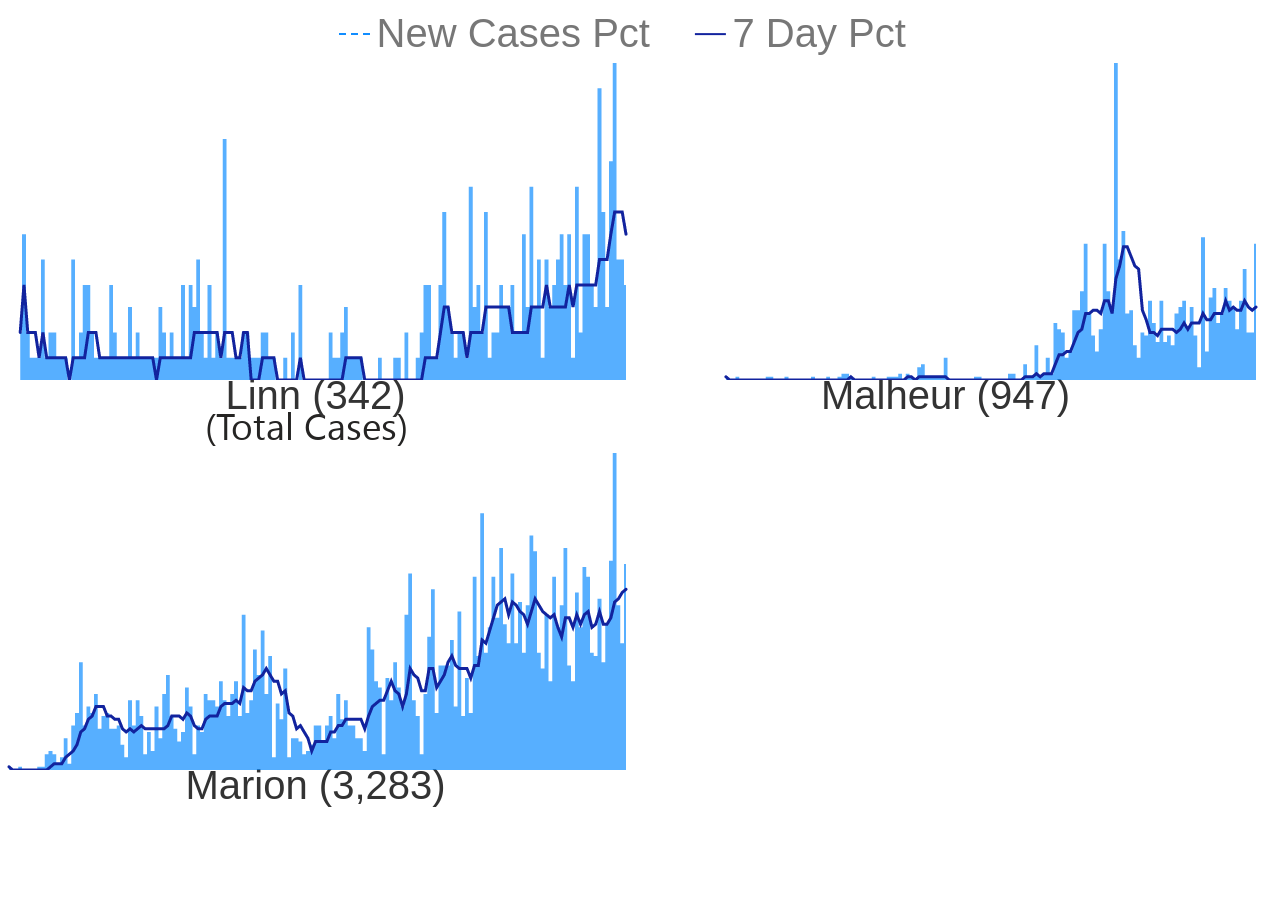 New Cases Pct 7 Day Pct
Linn (342) Malheur (947)
(Total Cases)
Marion (3,283)